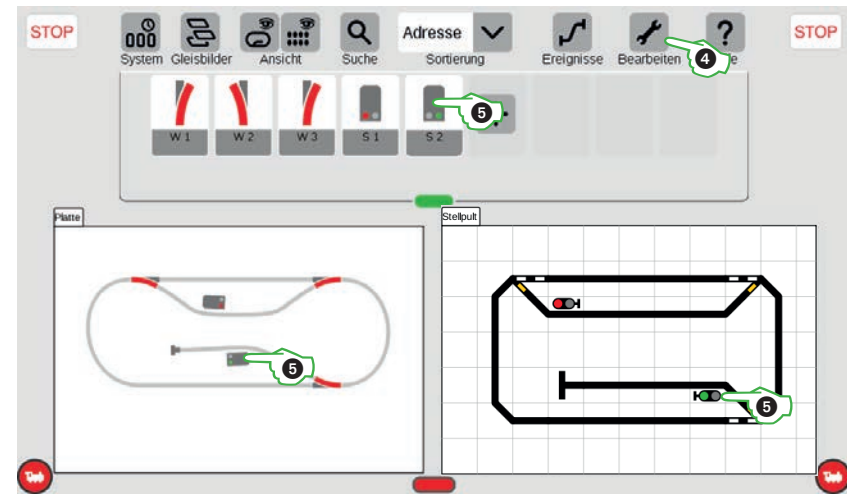 STOP
000
Adresse
?
STOP
System
Gleisbilder
Ansicht
Suche
Sortierung
Ereignisse
Bearbeiten
4
e
W 1
W 2
W 3
S 1
S 2
5
Platte
Stellpult
5
5